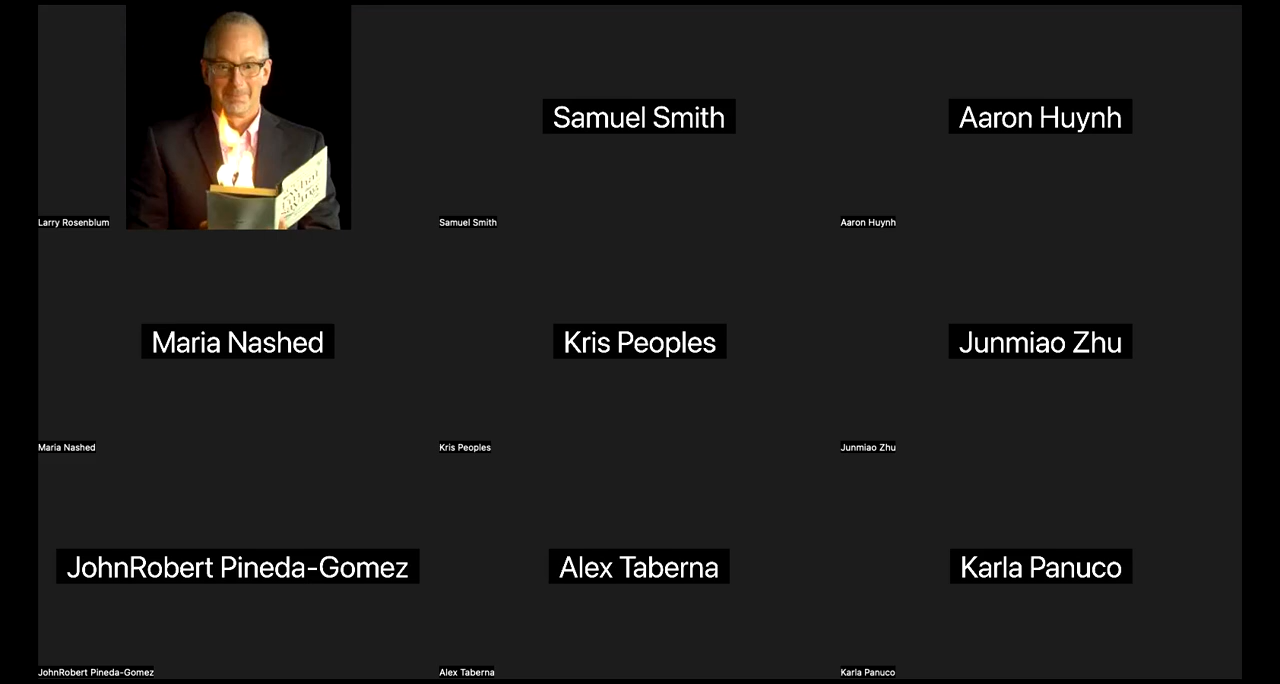 Larry Rosenblum
Samuel Smith
Samuel Smith
Aaron Huynh
Aaron Huynh
Maria Nashed
Maria Nashed
Kris Peoples
Kris Peoples
Junmiao Zhu
Junmiao Zhu
JohnRobert Pineda-Gomez
JohnRobert Pineda-Gomez
Alex Taberna
Alex Taberna
Karla Panuco
Karla Panuco